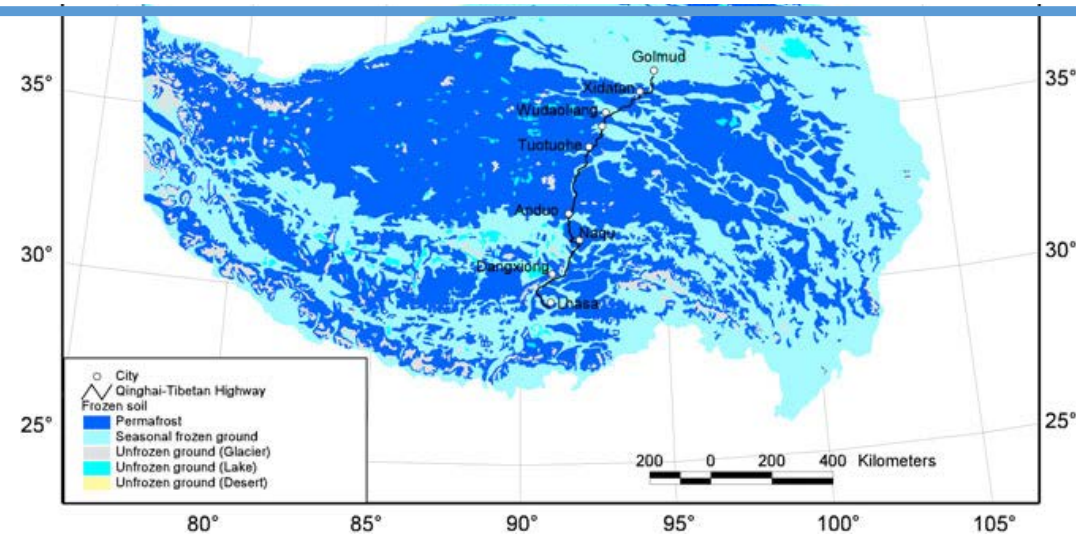 Golmud
35° 35°
Xidatan
Wudaoliang
Tuotuohe
Anduo
Naqu
30° 30°
Dangxiong
Lhasa
City
Qinghai-Tibetan Highway
Frozen soil
Permafrost
Seasonal frozen ground
Unfrozen ground (Glacier)
Unfrozen ground (Lake)
Unfrozen ground (Desert)
25° 25°
200 0 200 400 Kilometers
80° 85° 90° 95° 100° 105°